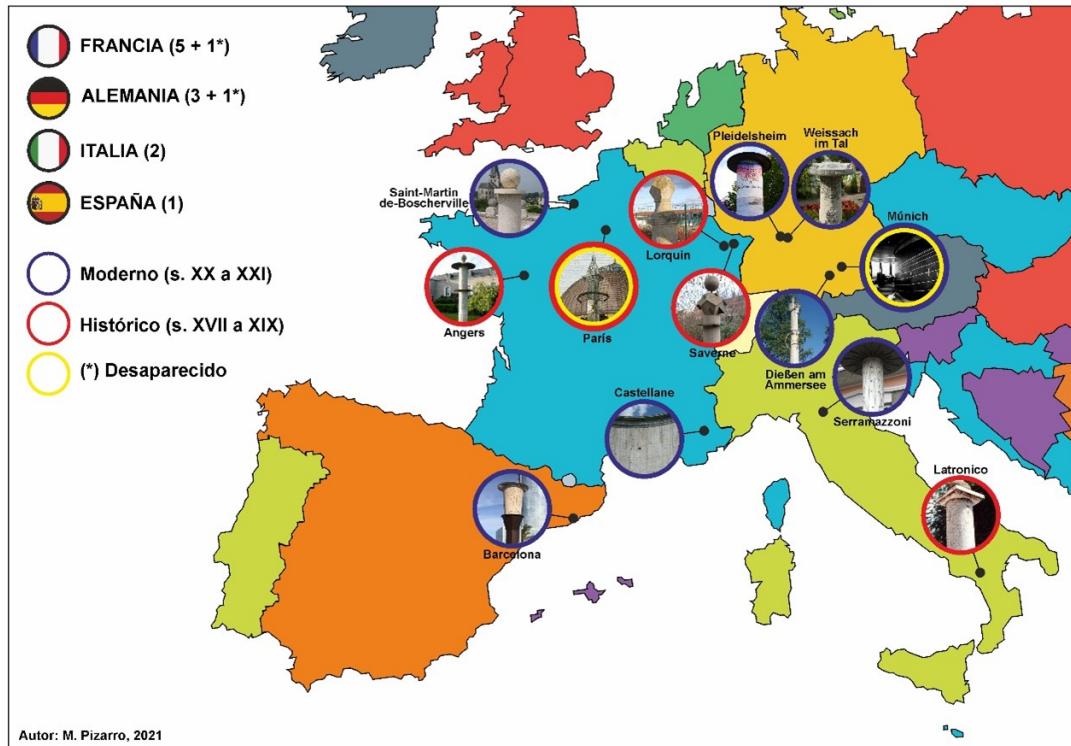 FRANCIA (5 + 1*)
ALEMANIA (3 + 1*)
ITALIA (2)
ESPAÑA (1)
Moderno (s. XX a XXI)
Histórico (s. XVII a XIX)
(*) Desaparecido
Pleidelsheim
Weissach
im Tal
Saint-Martin
de-Boscherville
Lorquin
Múnich
Angers
París
Saverne
Dießen am
Ammersee
Castellane
Serramazzoni
Latronico
Barcelona
Autor: M. Pizarro, 2021